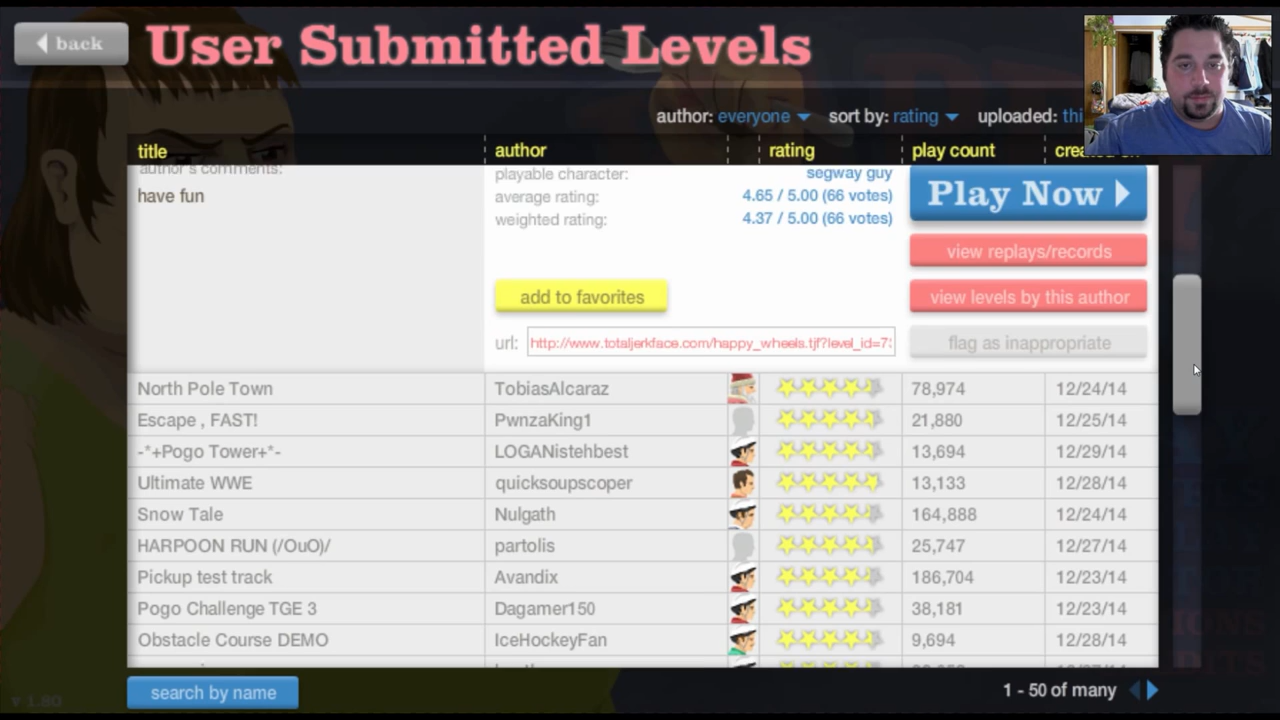 back
User Submitted Levels
author: everyone sort by: rating uploaded: thi
title author rating play count
author's comments:
have fun
playable character: segway guy
average rating: 4.65 / 5.00 (66 votes)
weighted rating: 4.37 / 5.00 (66 votes)
Play Now
view replays/records
add to favorites
view levels by this author
url: http://www.totaljerkface.com/happy_wheels.tjf?level_id=7
flag as inappropriate
North Pole Town TobiasAlcaraz 78,974 12/24/14
Escape , FAST! PwnzaKing1 21,880 12/25/14
-*+Pogo Tower+*- LOGANistehbest 13,694 12/29/14
Ultimate WWE quicksoupscoper 13,133 12/28/14
Snow Tale Nulgath 164,888 12/24/14
HARPOON RUN (/OuO)/ partolis 25,747 12/27/14
Pickup test track Avandix 186,704 12/23/14
Pogo Challenge TGE 3 Dagamer150 38,181 12/23/14
Obstacle Course DEMO IceHockeyFan 9,694 12/28/14
search by name
1 - 50 of many
v 1.80